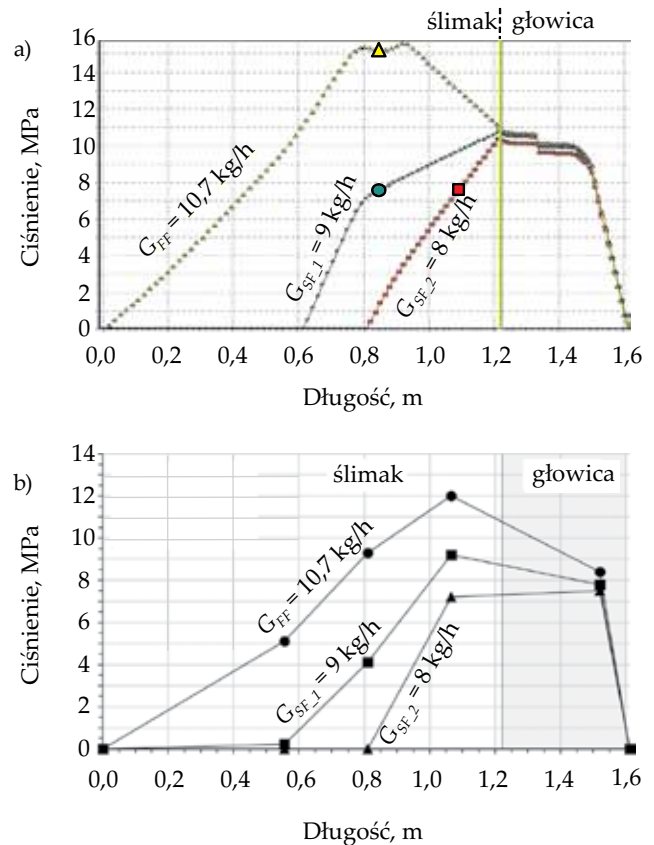 ślimak głowica
a)
16
14
12
10
8
6
4
2
0
Ciśnienie, MPa
G_FF = 10,7 kg/h
G_SF_1 = 9 kg/h
G_SF_2 = 8 kg/h
0,0 0,2 0,4 0,6 0,8 1,0 1,2 1,4 1,6
Długość, m
b)
14
12
10
8
6
4
2
0
Ciśnienie, MPa
ślimak głowica
G_FF = 10,7 kg/h
G_SF_1 = 9 kg/h
G_SF_2 = 8 kg/h
0,0 0,2 0,4 0,6 0,8 1,0 1,2 1,4 1,6
Długość, m